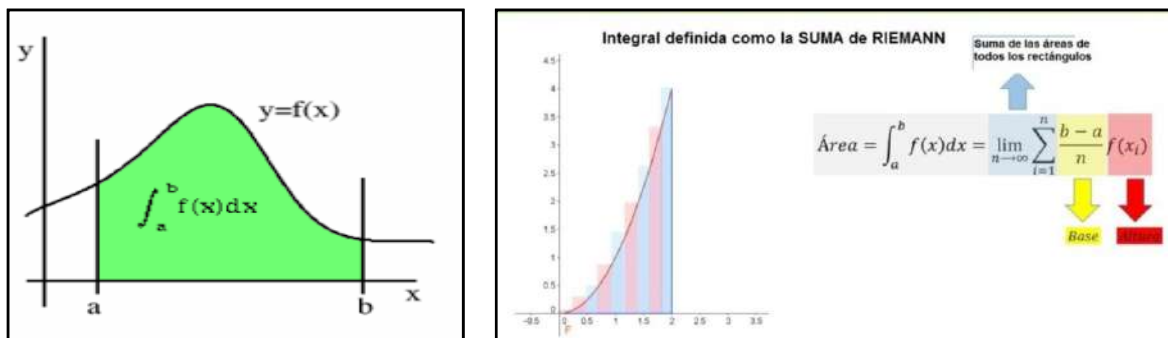 y
y=f(x)
∫ₐᵇ f(x)dx
a
b
x
Integral definida como la SUMA de RIEMANN
Suma de las áreas de
todos los rectángulos
4.5
4
3.5
3
2.5
2
1.5
1
0.5
0
-0.5
0
0.5
1
1.5
2
2.5
3
3.5
F
Área = ∫ₐᵇ f(x)dx = lim n→∞ ∑ i=1 n b − a / n f(xᵢ)
Base
Altura